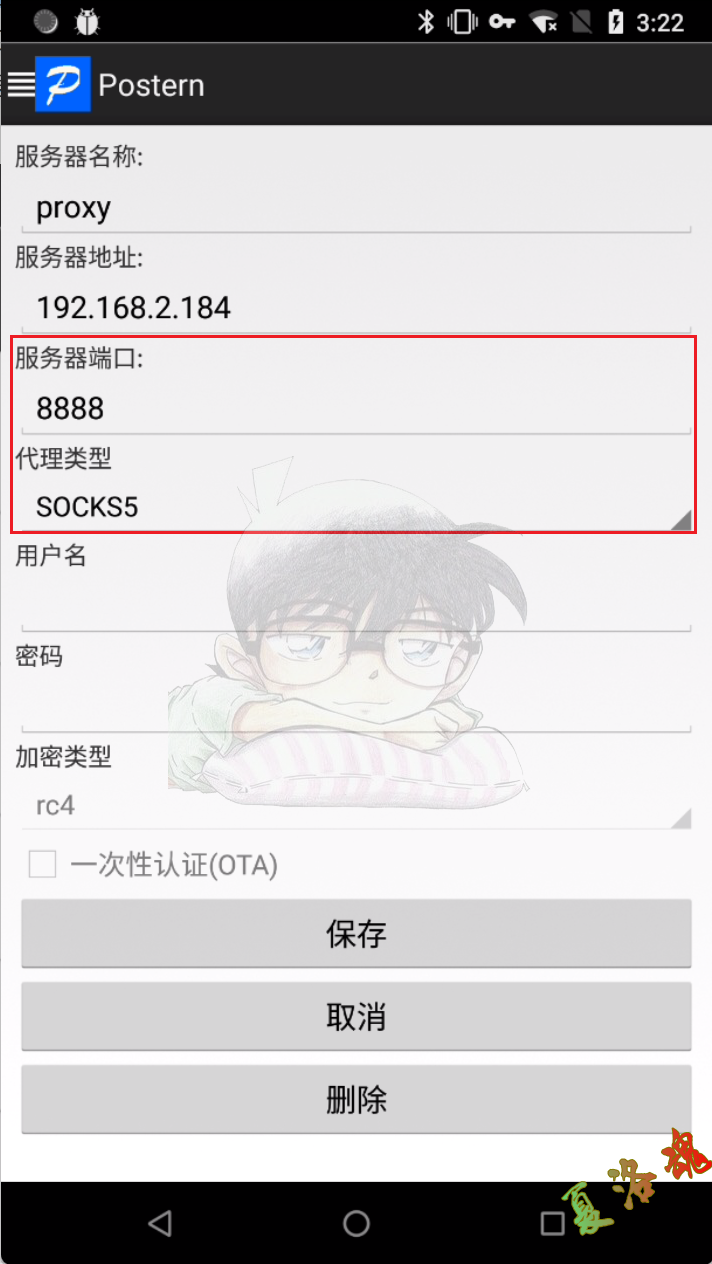 3:22
Postern
服务器名称:
proxy
服务器地址:
192.168.2.184
服务器端口:
8888
代理类型
SOCKS5
用户名
密码
加密类型
rc4
一次性认证(OTA)
保存
取消
删除
夏洛魂